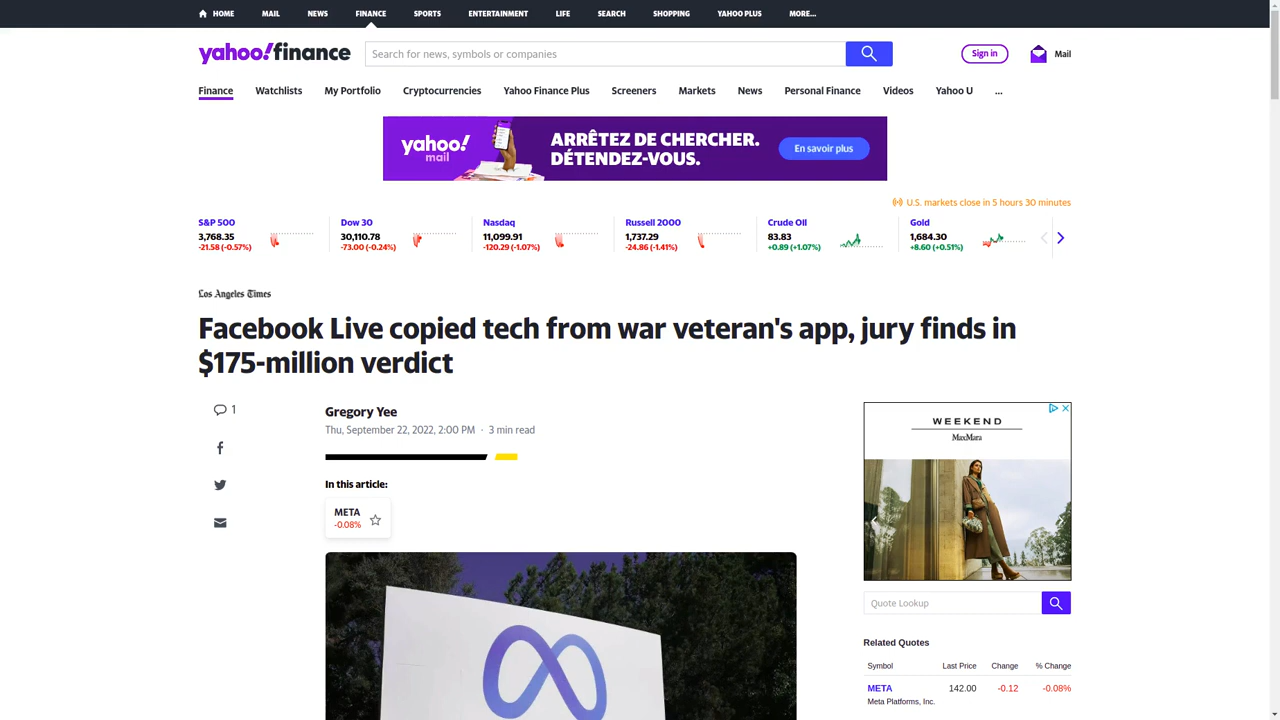 HOME MAIL NEWS FINANCE SPORTS ENTERTAINMENT LIFE SEARCH SHOPPING YAHOO PLUS MORE...
yahoo!finance
Search for news, symbols or companies
Sign in
Mail
Finance Watchlists My Portfolio Cryptocurrencies Yahoo Finance Plus Screeners Markets News Personal Finance Videos Yahoo U ...
yahoo!
mail
ARRÊTEZ DE CHERCHER.
DÉTENDEZ-VOUS.
En savoir plus
U.S. markets close in 5 hours 30 minutes
S&P 500
3,768.35
-21.58 (-0.57%)
Dow 30
30,110.78
-73.00 (-0.24%)
Nasdaq
11,099.91
-120.29 (-1.07%)
Russell 2000
1,737.29
-24.86 (-1.41%)
Crude Oil
83.83
+0.89 (+1.07%)
Gold
1,684.30
+8.60 (+0.51%)
Los Angeles Times
Facebook Live copied tech from war veteran's app, jury finds in
$175-million verdict
1
Gregory Yee
Thu, September 22, 2022, 2:00 PM · 3 min read
In this article:
META
-0.08%
WEEKEND
MaxMara
Quote Lookup
Related Quotes
Symbol Last Price Change % Change
META 142.00 -0.12 -0.08%
Meta Platforms, Inc.